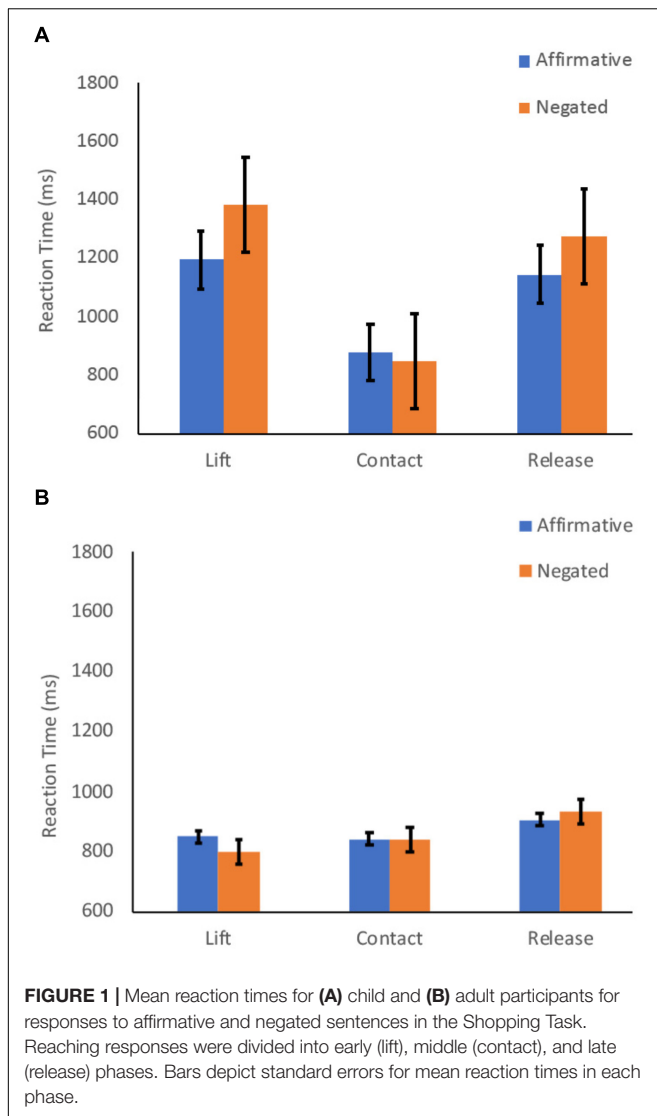 A
Affirmative
Negated
1800
1600
1400
1200
1000
800
600
Reaction Time (ms)
Lift Contact Release
B
Affirmative
Negated
1800
1600
1400
1200
1000
800
600
Reaction Time (ms)
Lift Contact Release
FIGURE 1 | Mean reaction times for (A) child and (B) adult participants for
responses to affirmative and negated sentences in the Shopping Task.
Reaching responses were divided into early (lift), middle (contact), and late
(release) phases. Bars depict standard errors for mean reaction times in each
phase.